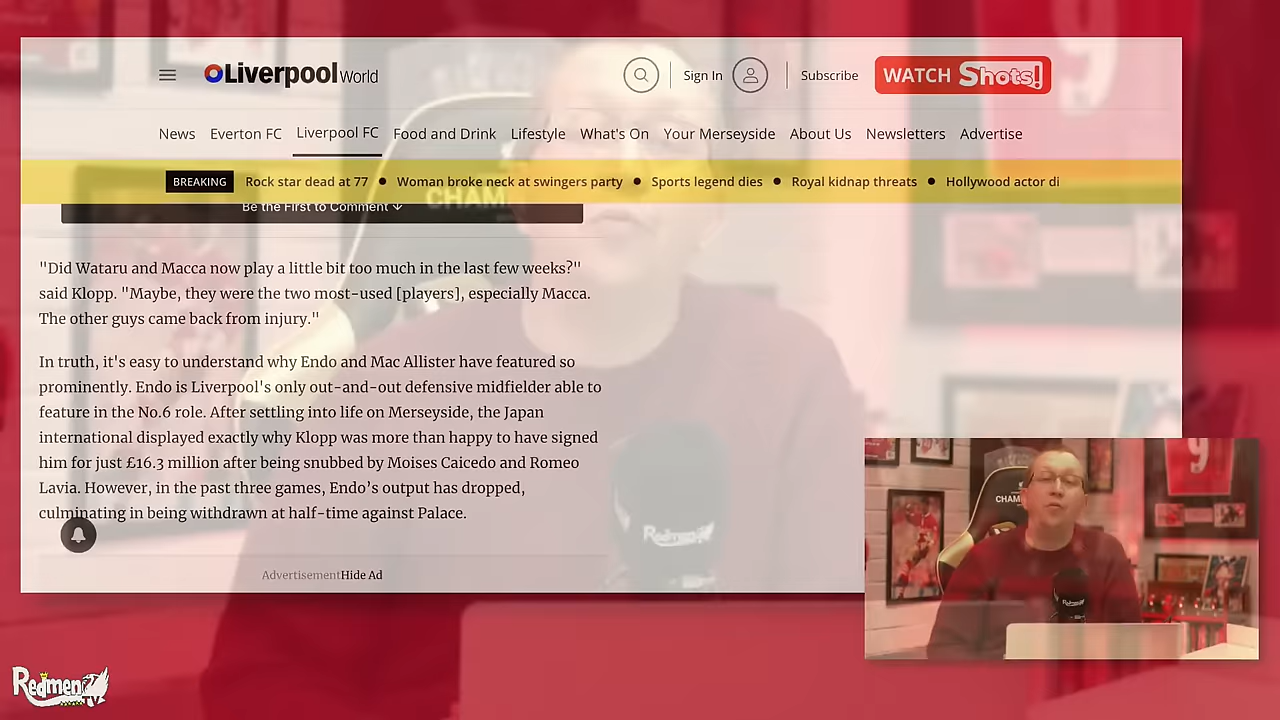 Liverpool World
Sign In
Subscribe
WATCH Shots!
News Everton FC Liverpool FC Food and Drink Lifestyle What's On Your Merseyside About Us Newsletters Advertise
BREAKING Rock star dead at 77 ● Woman broke neck at swingers party ● Sports legend dies ● Royal kidnap threats ● Hollywood actor di
Be the First to Comment
CHAM
"Did Wataru and Macca now play a little bit too much in the last few weeks?"
said Klopp. "Maybe, they were the two most-used [players], especially Macca.
The other guys came back from injury."
In truth, it's easy to understand why Endo and Mac Allister have featured so
prominently. Endo is Liverpool's only out-and-out defensive midfielder able to
feature in the No.6 role. After settling into life on Merseyside, the Japan
international displayed exactly why Klopp was more than happy to have signed
him for just £16.3 million after being snubbed by Moises Caicedo and Romeo
Lavia. However, in the past three games, Endo's output has dropped,
culminating in being withdrawn at half-time against Palace.
AdvertisementHide Ad
Redmen
9
9
CHAM
Redmen
Redmen TV